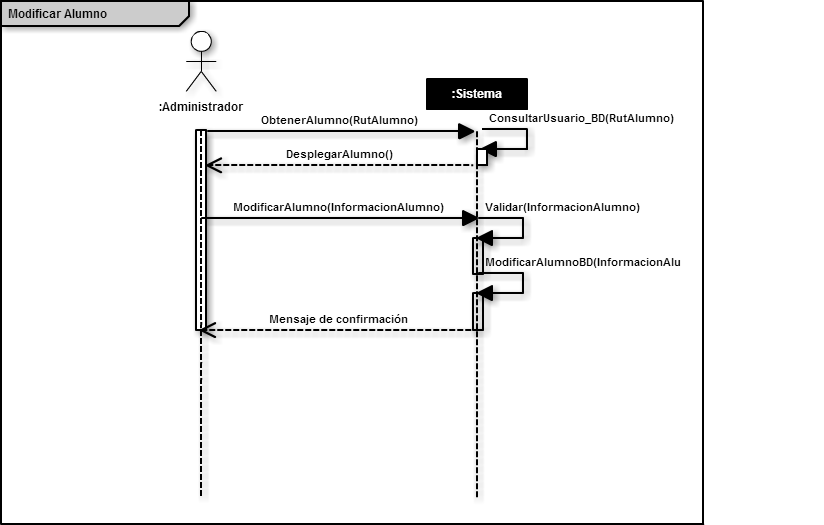 Modificar Alumno
:Administrador
:Sistema
ObtenerAlumno(RutAlumno)
ConsultarUsuario_BD(RutAlumno)
DesplegarAlumno()
ModificarAlumno(InformacionAlumno)
Validar(InformacionAlumno)
ModificarAlumnoBD(InformacionAlu
Mensaje de confirmación